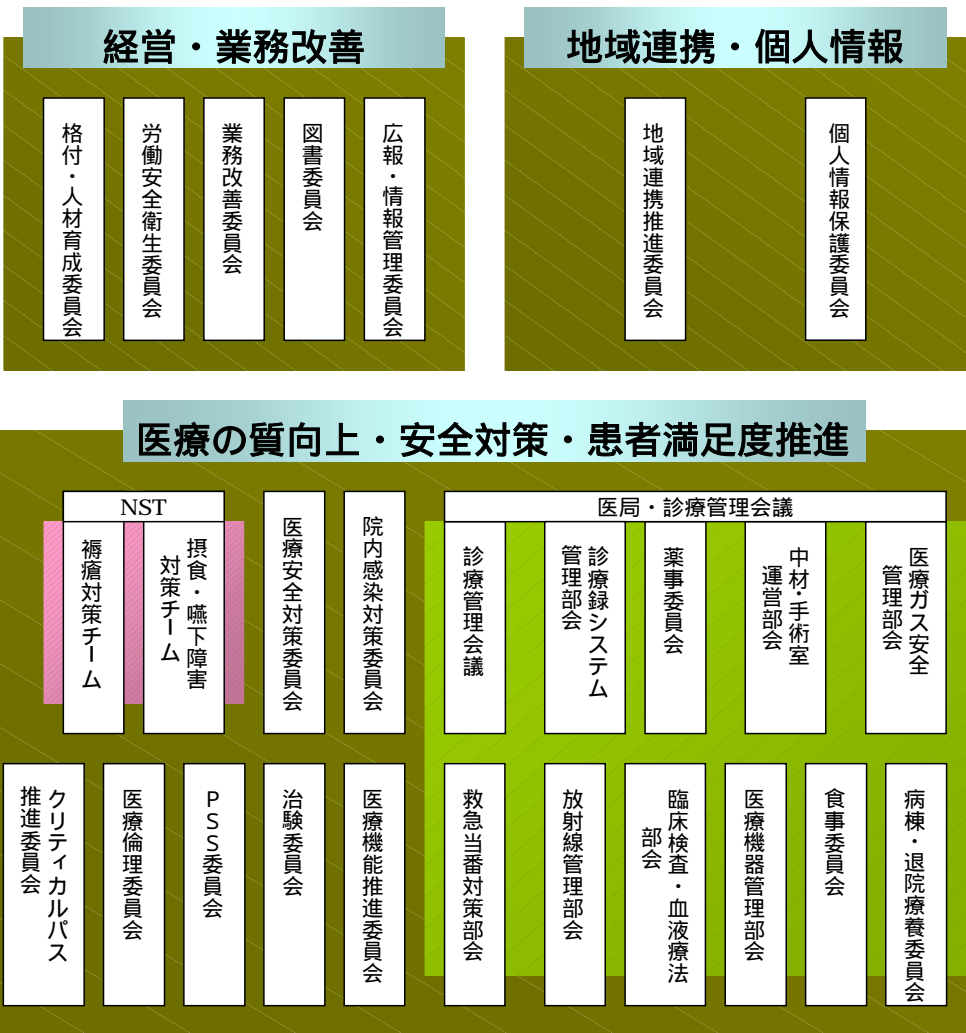 経営・業務改善
格付・人材育成委員会
労働安全衛生委員会
業務改善委員会
図書委員会
広報・情報管理委員会
地域連携・個人情報
地域連携推進委員会
個人情報保護委員会
医療の質向上・安全対策・患者満足度推進
NST
褥瘡対策チーム
摂食・嚥下障害
対策チーム
医療安全対策委員会
院内感染対策委員会
医局・診療管理会議
診療管理会議
診療録システム
管理部会
薬事委員会
中材・手術室
運営部会
医療ガス安全
管理部会
クリティカルパス
推進委員会
医療倫理委員会
PSS委員会
治験委員会
医療機能推進委員会
救急当番対策部会
放射線管理部会
臨床検査・血液療法
部会
医療機器管理部会
食事委員会
病棟・退院療養委員会